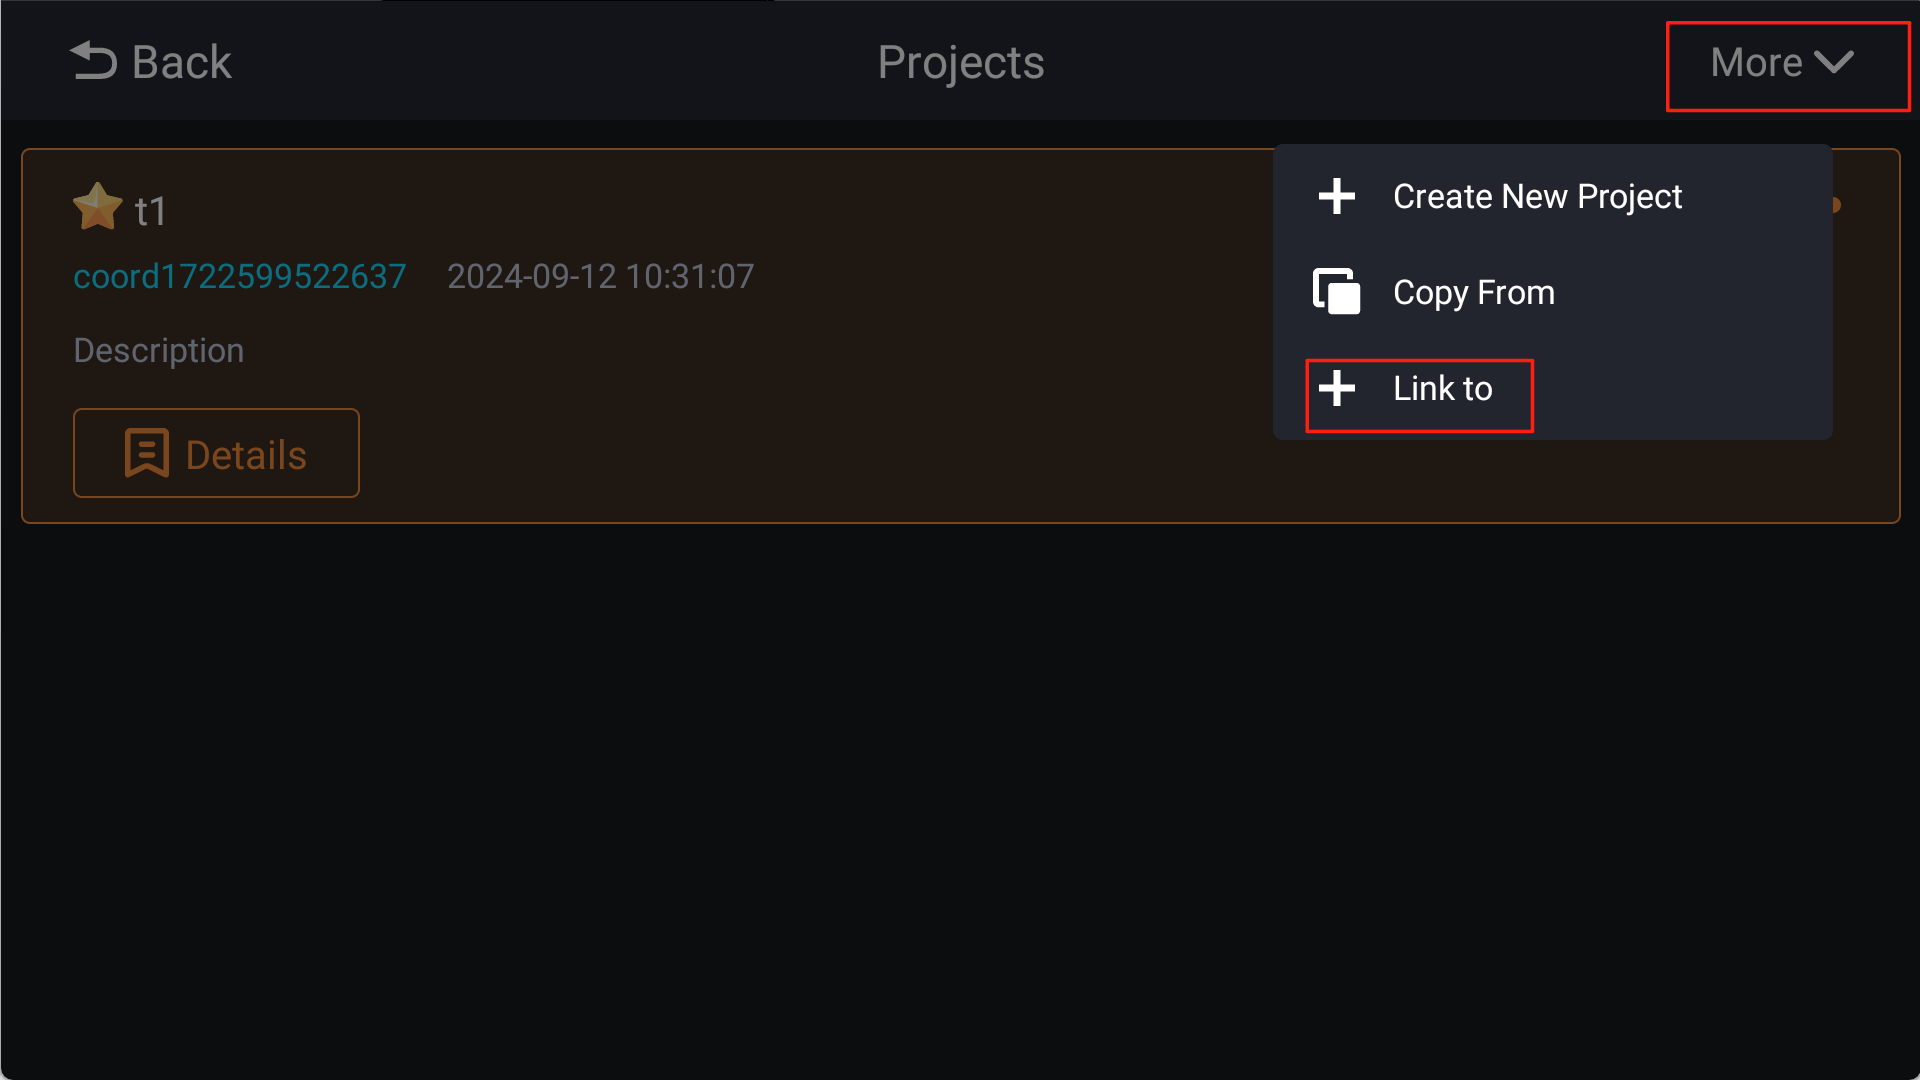 Back
Projects
More
t1
coord1722599522637 2024-09-12 10:31:07
Description
Details
Create New Project
Copy From
Link to